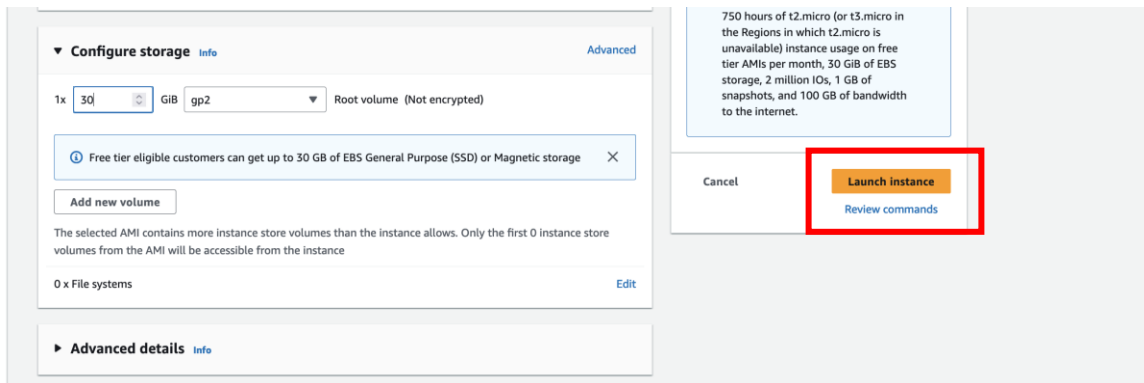 750 hours of t2.micro (or t3.micro in
the Regions in which t2.micro is
unavailable) instance usage on free
tier AMIs per month, 30 GiB of EBS
storage, 2 million IOs, 1 GB of
snapshots, and 100 GB of bandwidth
to the internet.
Configure storage Info
Advanced
1x 30 GiB gp2 Root volume (Not encrypted)
Free tier eligible customers can get up to 30 GB of EBS General Purpose (SSD) or Magnetic storage
Add new volume
The selected AMI contains more instance store volumes than the instance allows. Only the first 0 instance store
volumes from the AMI will be accessible from the instance
0 x File systems
Edit
Advanced details Info
Cancel
Launch instance
Review commands